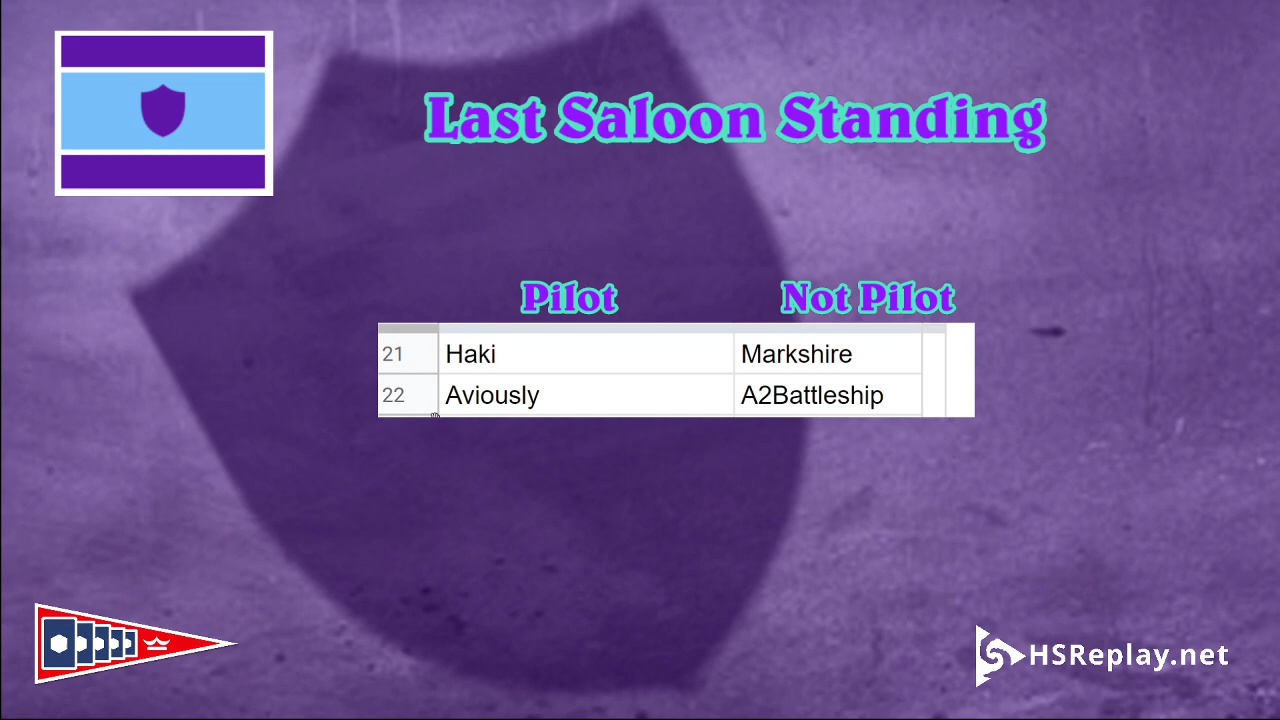 Last Saloon Standing
Pilot Not Pilot
21 Haki Markshire
22 Aviously A2Battleship
HSReplay.net